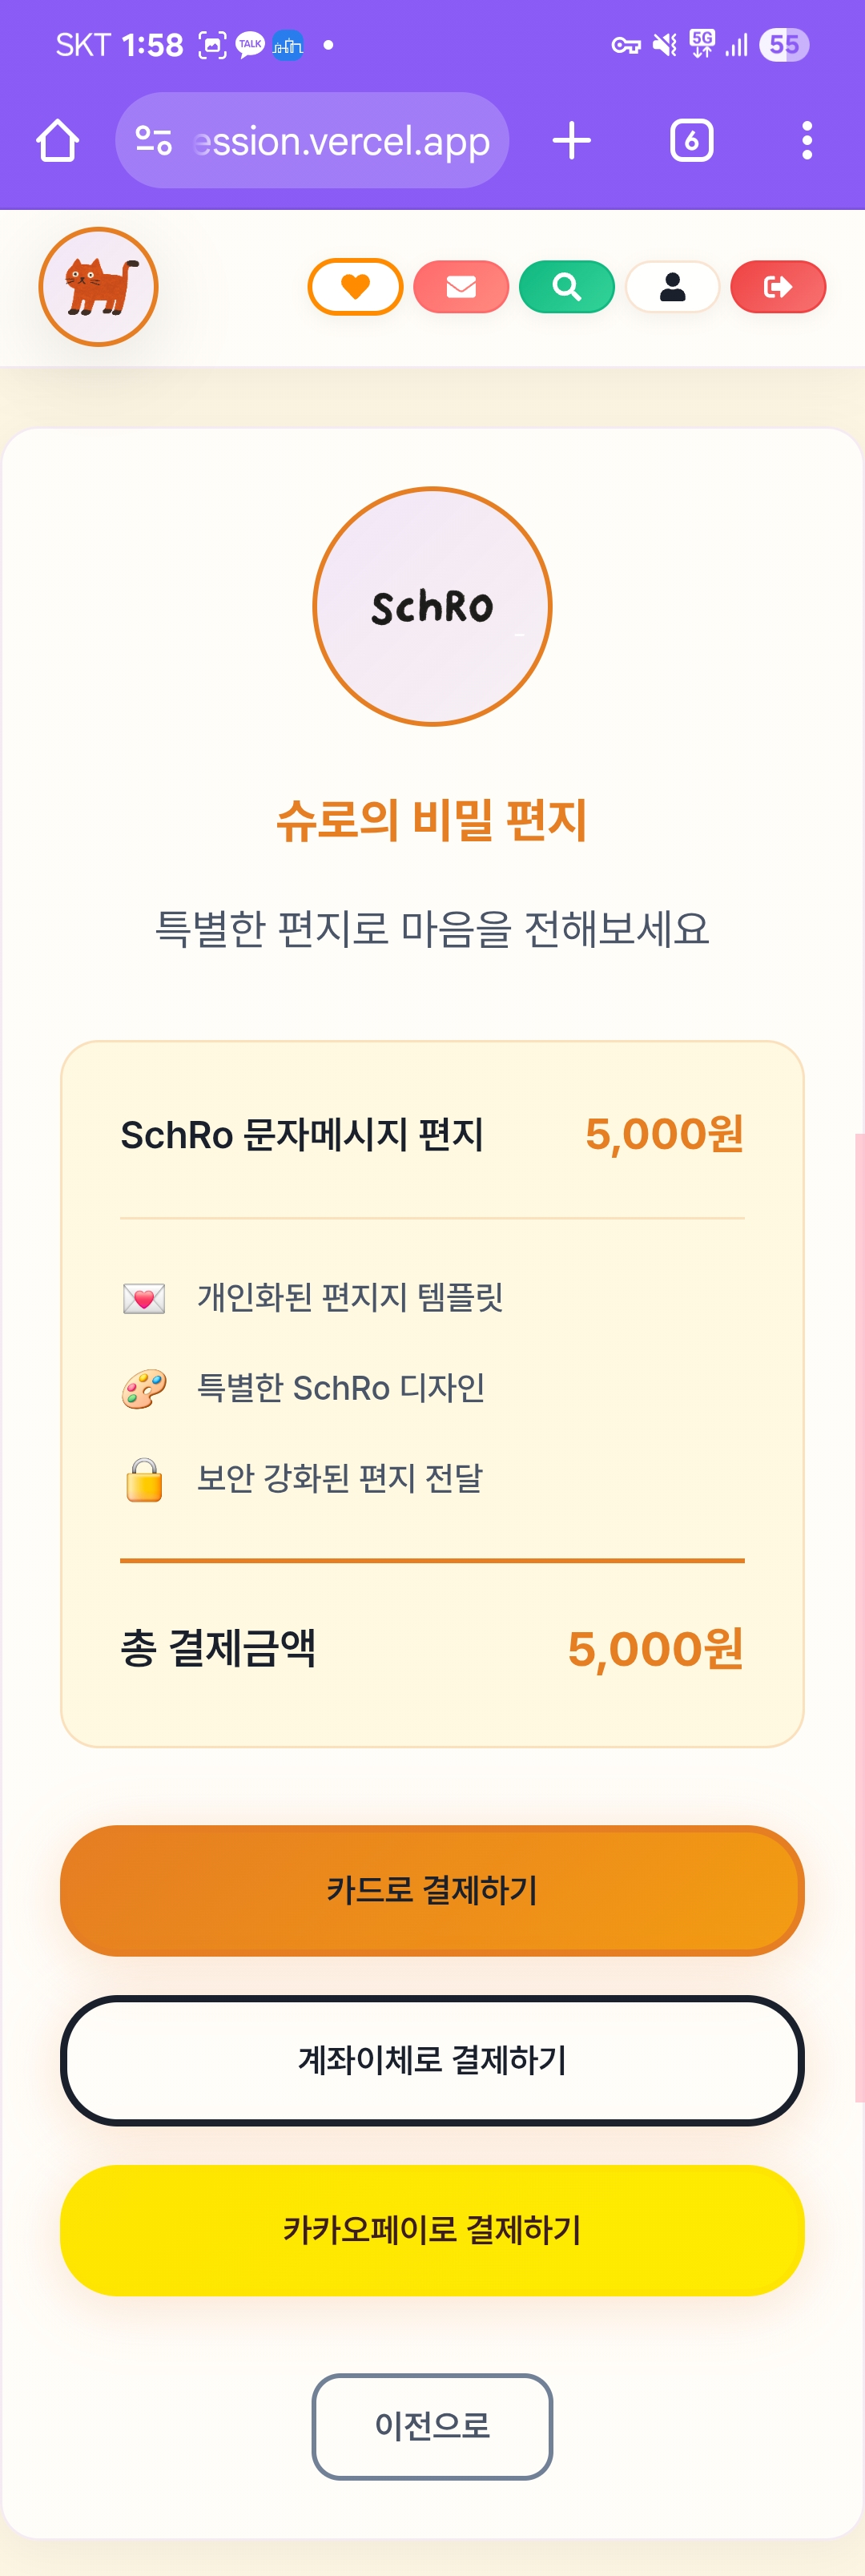 SKT 1:58 TALK 5G 55
ession.vercel.app 6
SchRo
슈로의 비밀 편지
특별한 편지로 마음을 전해보세요
SchRo 문자메시지 편지 5,000원
개인화된 편지지 템플릿
특별한 SchRo 디자인
보안 강화된 편지 전달
총 결제금액 5,000원
카드로 결제하기
계좌이체로 결제하기
카카오페이로 결제하기
이전으로